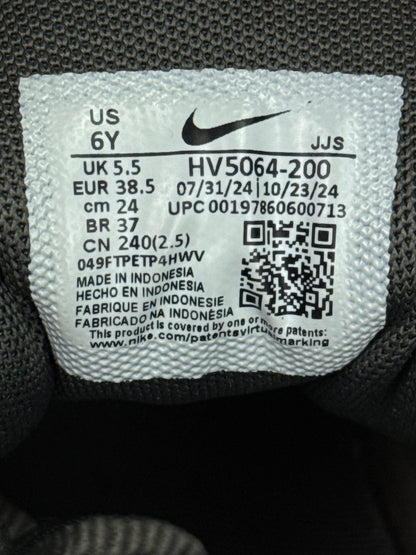 US
6Y
JJS
UK 5.5
EUR 38.5
cm 24
BR 37
CN 240(2.5)
HV5064-200
07/31/24 | 10/23/24
UPC 00197860600713
049FTPETP4HWV
MADE IN INDONESIA
HECHO EN INDONESIA
FABRIQUE EN INDONESIE
FABRICADO NA INDONÉSIA
This product is covered by one or more patents:
www.nike.com/patentsvirtualmarking